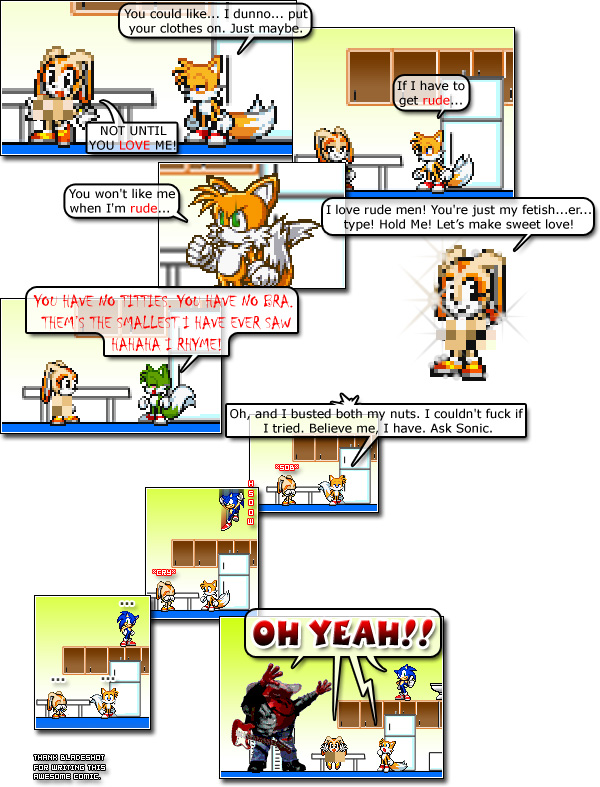 You could like... I dunno... put
your clothes on. Just maybe.
NOT UNTIL
YOU LOVE ME!
If I have to
get rude...
You won't like me
when I'm rude...
I love rude men! You're just my fetish...er...
type! Hold Me! Let's make sweet love!
YOU HAVE NO TITTIES. YOU HAVE NO BRA.
THEM'S THE SMALLEST I HAVE EVER SAW
HAHAHA I RHYME!
Oh, and I busted both my nuts. I couldn't fuck if
I tried. Believe me, I have. Ask Sonic.
*SOB*
WOOSH
*CRY*
...
...
...
OH YEAH!!
THANK BLADESHOT
FOR WRITING THIS
AWESOME COMIC.